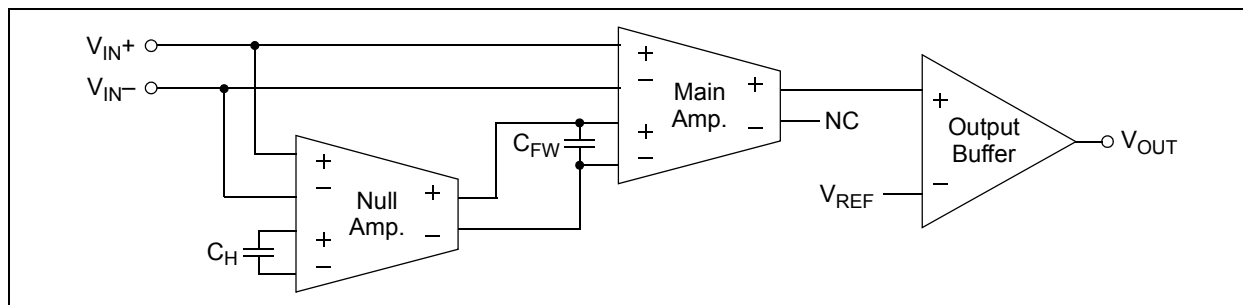 V_IN+
V_IN–
+
–
Main
Amp.
+
–
+
–
NC
+
–
Output
Buffer
V_OUT
V_REF
C_FW
+
–
Null
Amp.
+
–
+
–
C_H